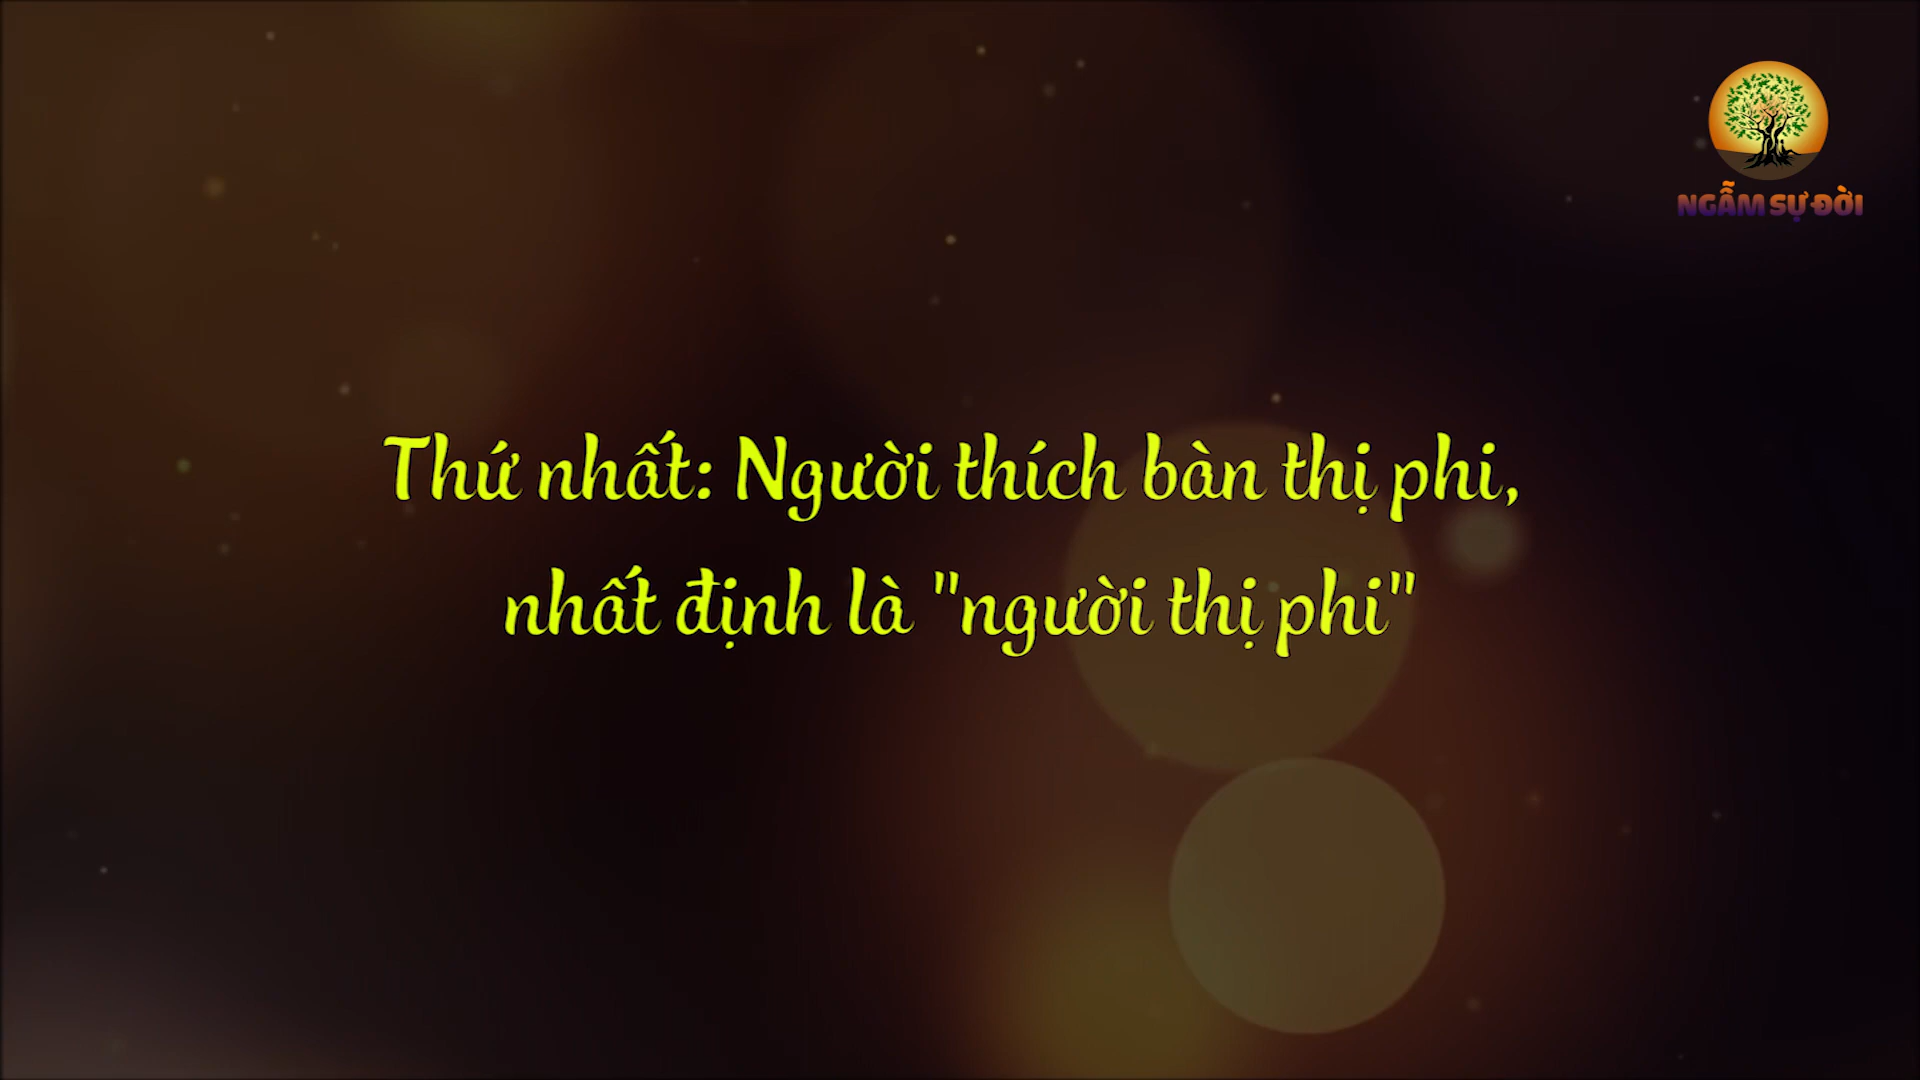 NGẪM SỰ ĐỜI
Thứ nhất: Người thích bàn thị phi,
nhất định là "người thị phi"